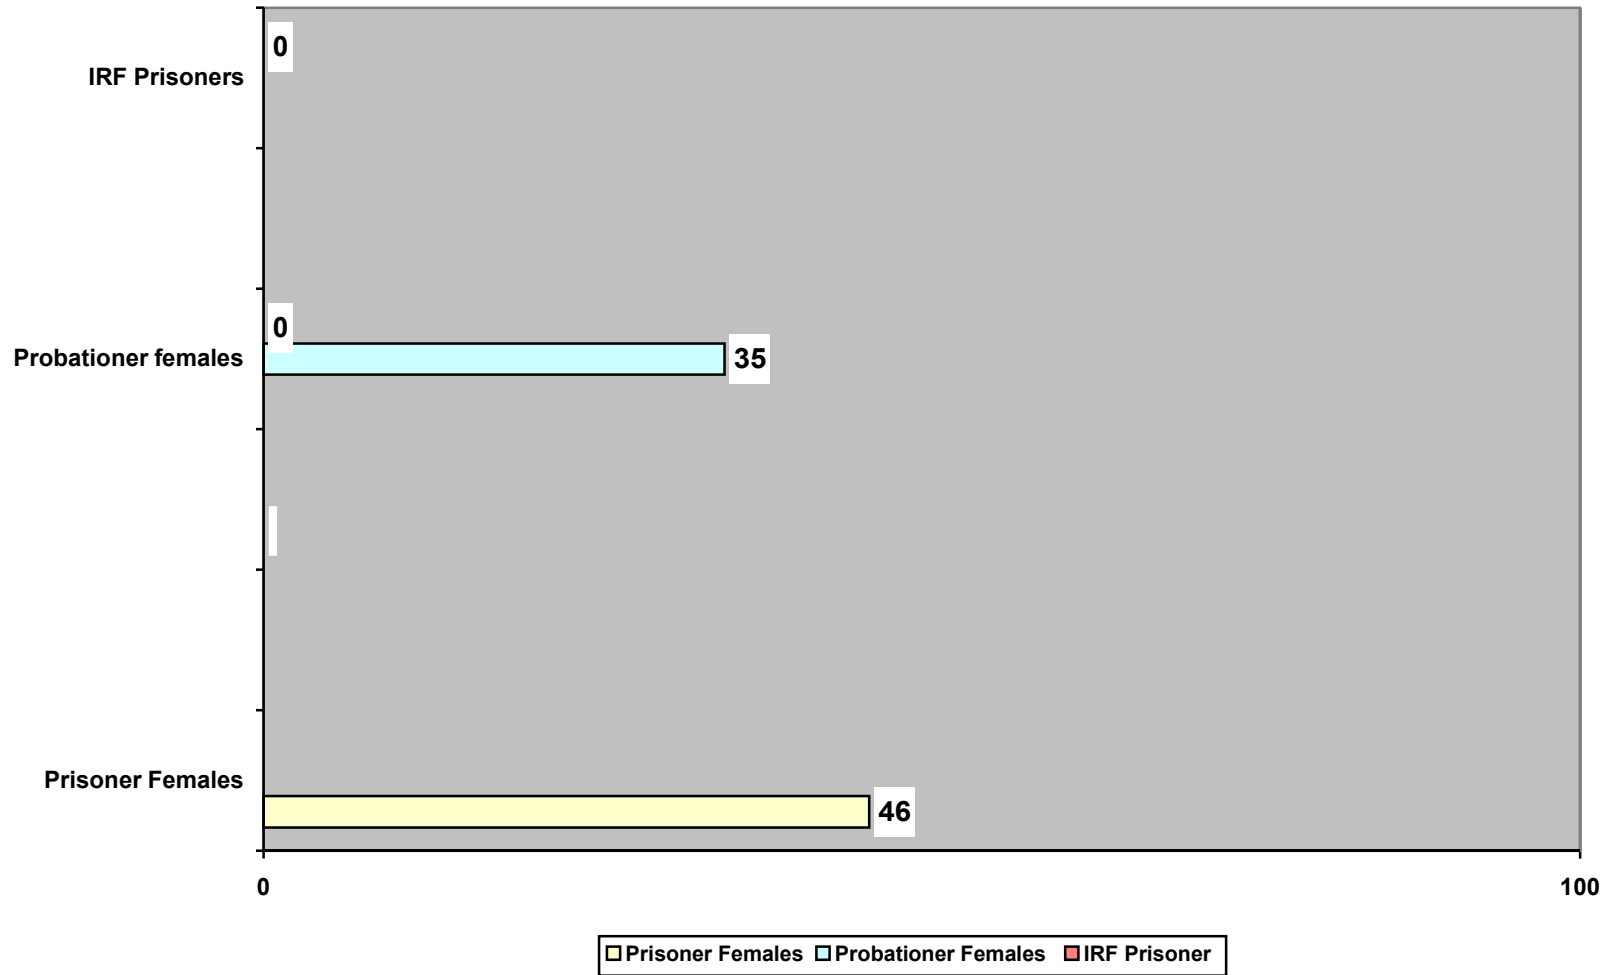 0
IRF Prisoners
0
Probationer females
35
Prisoner Females
46
0
100
Prisoner Females Probationer Females IRF Prisoner